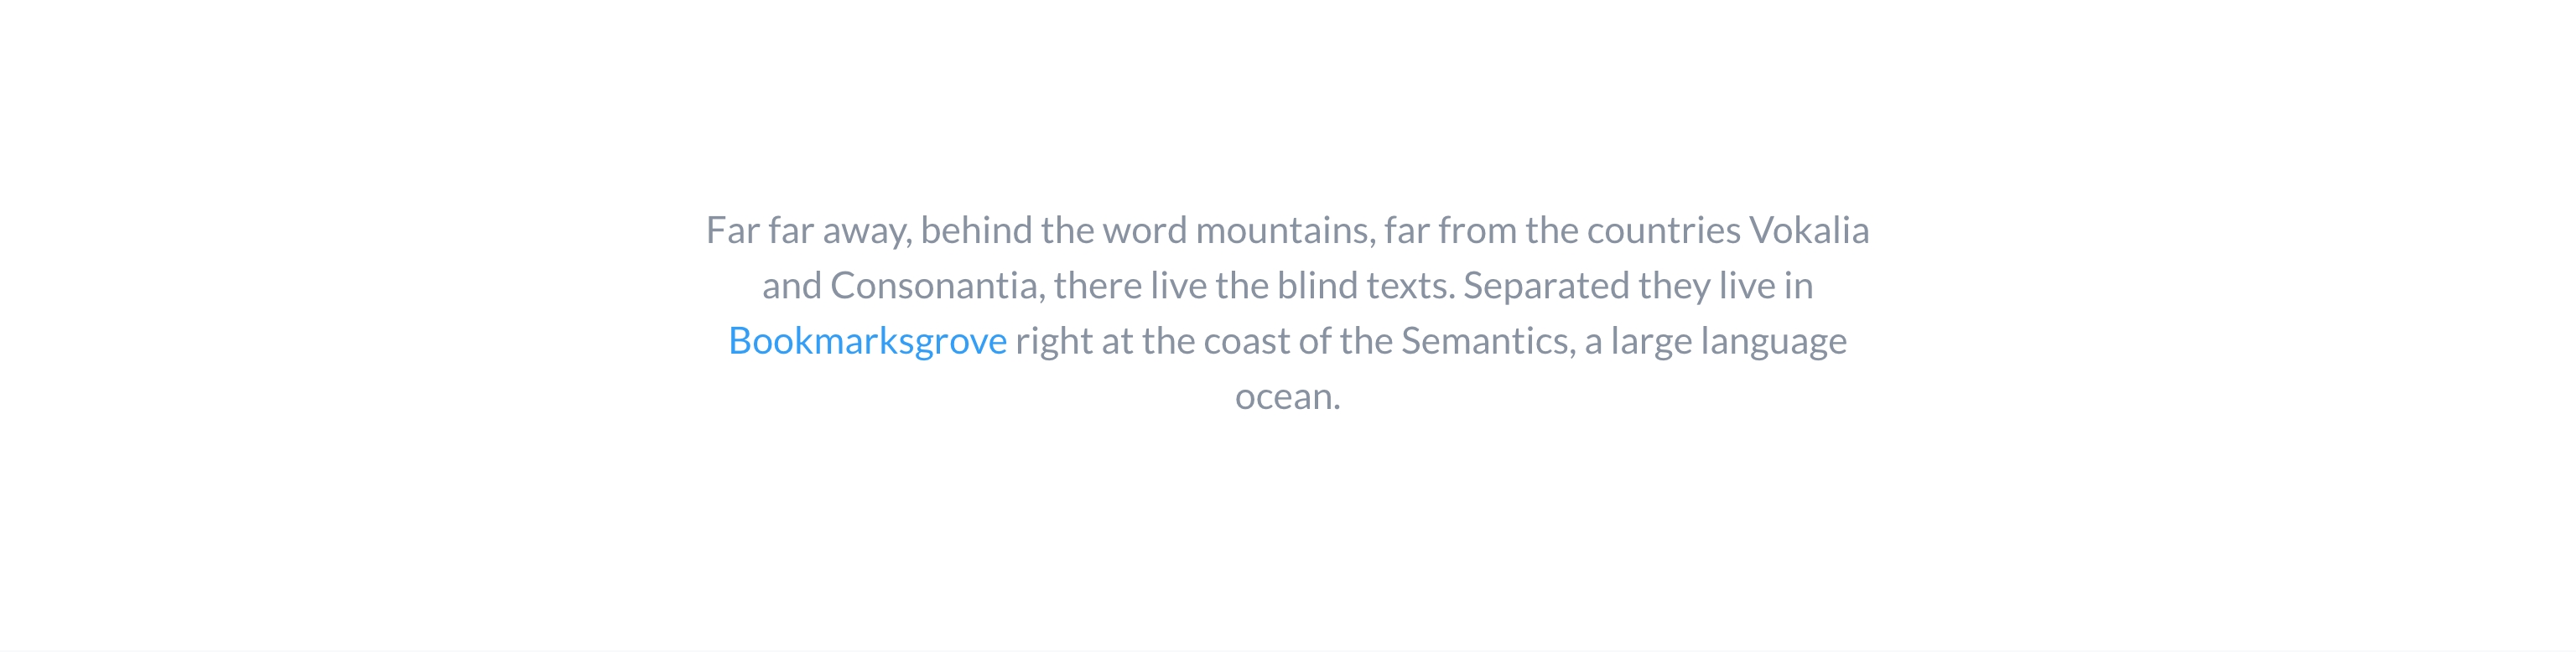 Far far away, behind the word mountains, far from the countries Vokalia
and Consonantia, there live the blind texts. Separated they live in
Bookmarksgrove right at the coast of the Semantics, a large language
ocean.